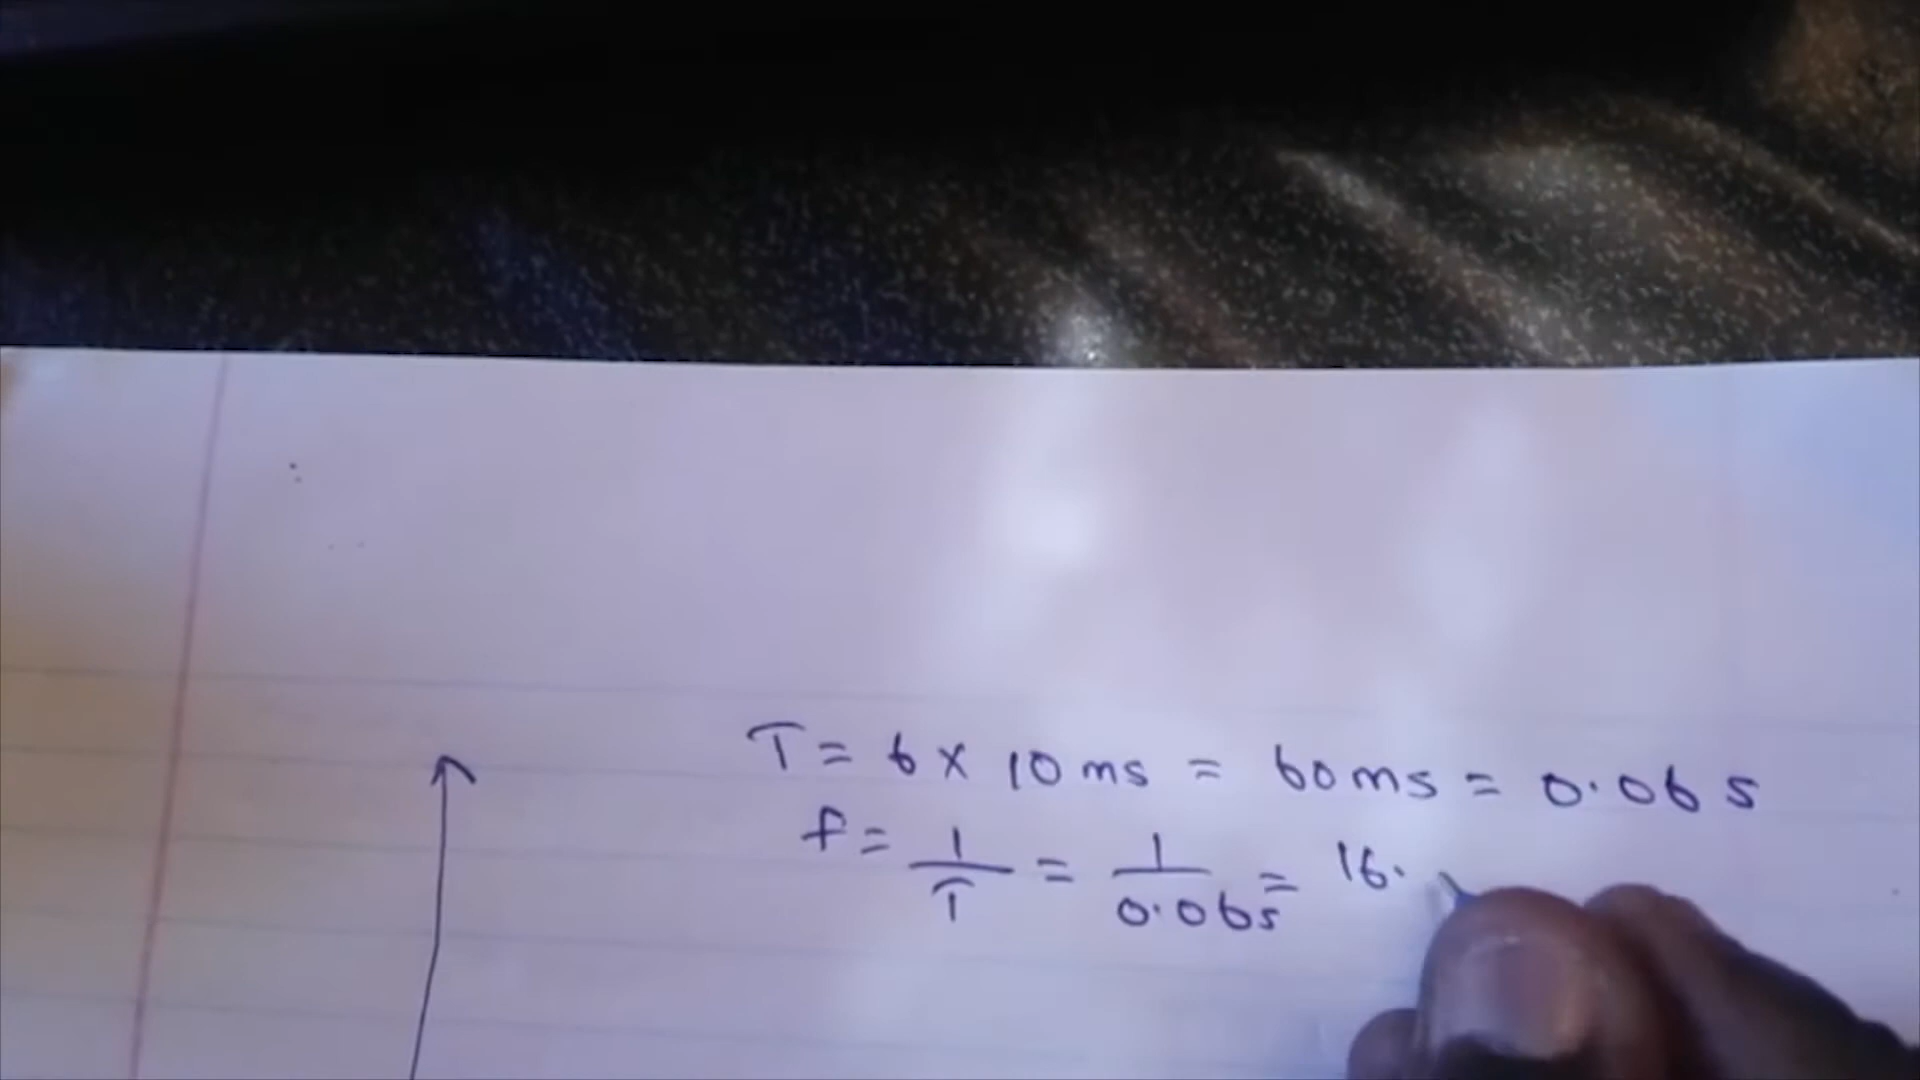 T = 6 × 10 ms = 60 ms = 0.06 s
f = 1/T = 1/0.06s = 16.